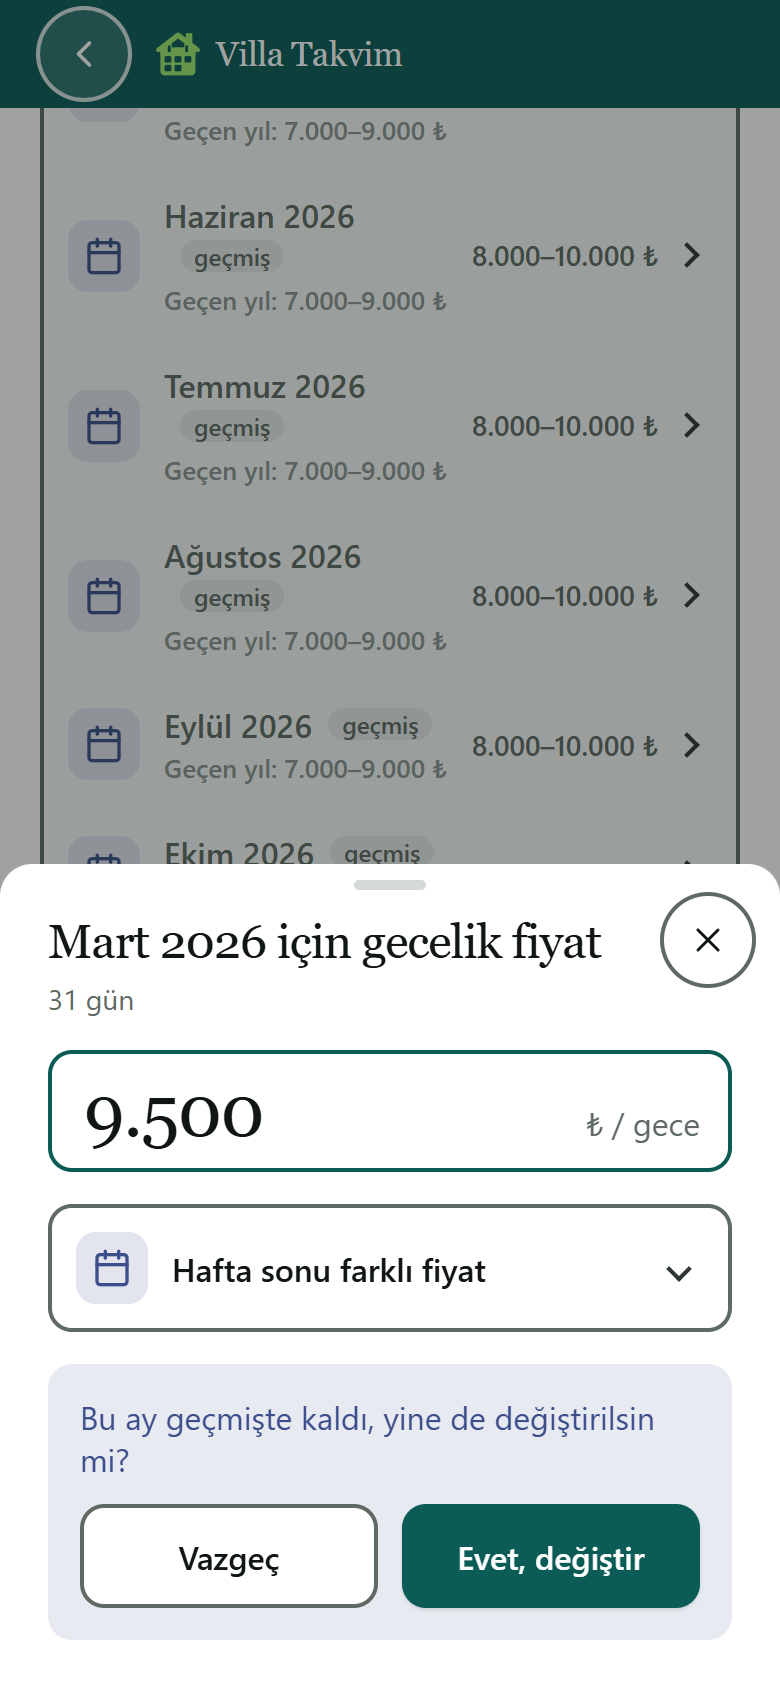 Villa Takvim
Geçen yıl: 7.000–9.000 ₺
Haziran 2026
geçmiş
8.000–10.000 ₺
Geçen yıl: 7.000–9.000 ₺
Temmuz 2026
geçmiş
8.000–10.000 ₺
Geçen yıl: 7.000–9.000 ₺
Ağustos 2026
geçmiş
8.000–10.000 ₺
Geçen yıl: 7.000–9.000 ₺
Eylül 2026 geçmiş
8.000–10.000 ₺
Geçen yıl: 7.000–9.000 ₺
Ekim 2026 geçmiş
Mart 2026 için gecelik fiyat
31 gün
9.500 ₺ / gece
Hafta sonu farklı fiyat
Bu ay geçmişte kaldı, yine de değiştirilsin
mi?
Vazgeç Evet, değiştir